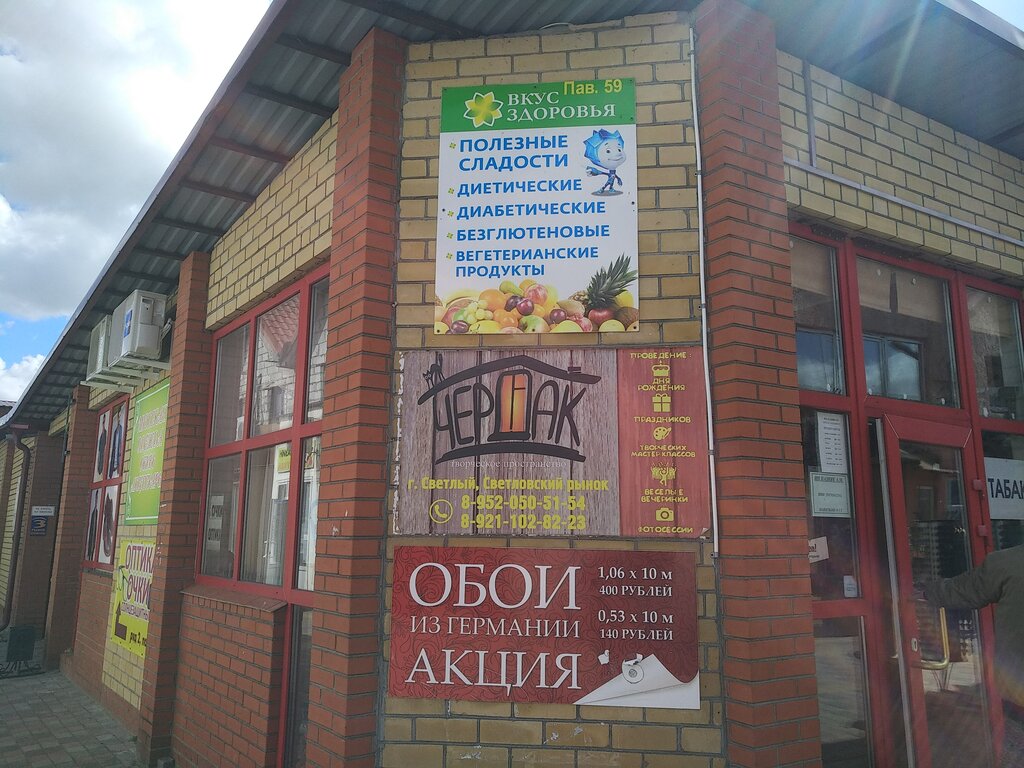 Пав. 59
ВКУС
ЗДОРОВЬЯ
ПОЛЕЗНЫЕ
СЛАДОСТИ
ДИЕТИЧЕСКИЕ
ДИАБЕТИЧЕСКИЕ
БЕЗГЛЮТЕНОВЫЕ
ВЕГЕТЕРИАНСКИЕ
ПРОДУКТЫ
ЧЕРДАК
творческое пространство
г. Светлый, Светловский рынок
8-952-050-51-54
8-921-102-82-23
ПРОВЕДЕНИЕ :
ДНЯ
РОЖДЕНИЯ
ПРАЗДНИКОВ
ТВОРЧЕСКИХ
МАСТЕР-КЛАССОВ
ВЕСЕЛЫЕ
ВЕЧЕРИНКИ
ФОТОСЕССИИ
ОБОИ
ИЗ ГЕРМАНИИ
АКЦИЯ
1,06 х 10 м
400 РУБЛЕЙ
0,53 х 10 м
140 РУБЛЕЙ
ОПТИКА
ОЧКИ
ТАБАК